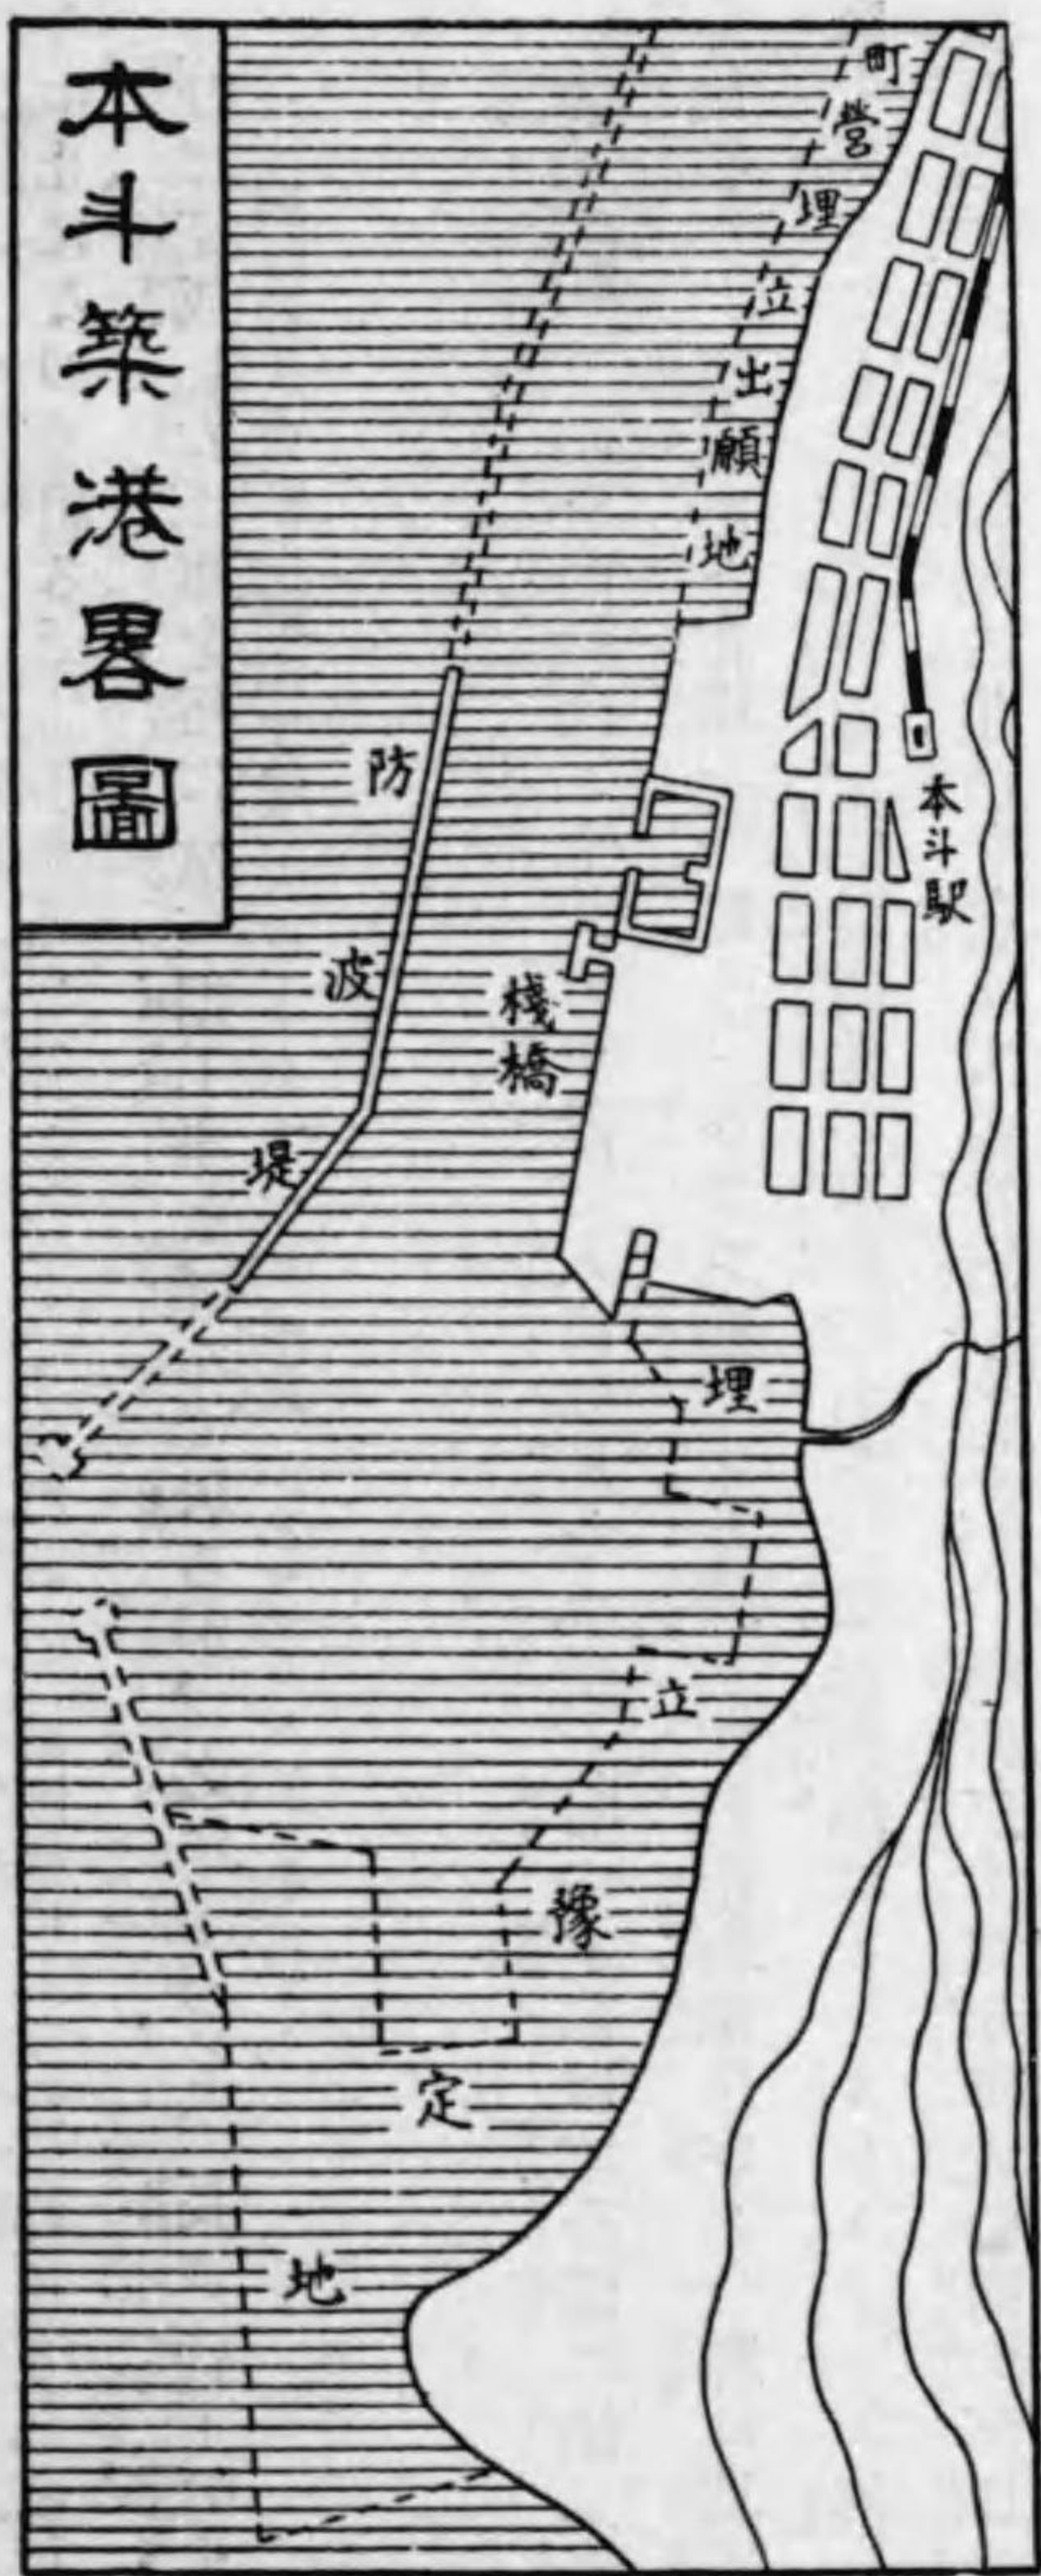 本斗築港畧圖
町營埋立出願地
本斗駅
防波堤
棧橋
埋立豫定地